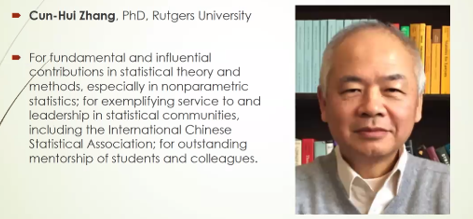 Cun-Hui Zhang, PhD, Rutgers University
For fundamental and influential
contributions in statistical theory and
methods, especially in nonparametric
statistics; for exemplifying service to and
leadership in statistical communities,
including the International Chinese
Statistical Association; for outstanding
mentorship of students and colleagues.